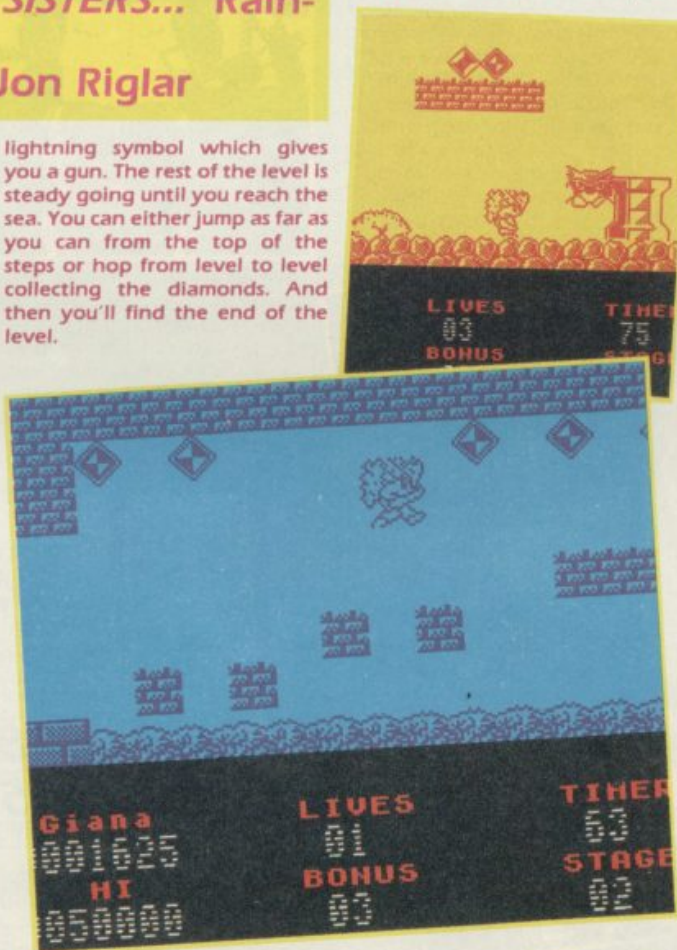 SISTERS... Rain-
Jon Riglar
lightning symbol which gives
you a gun. The rest of the level is
steady going until you reach the
sea. You can either jump as far as
you can from the top of the
steps or hop from level to level
collecting the diamonds. And
then you'll find the end of the
level.
LIVES TIMER
03 75
BONUS STAGE
Giana LIVES TIMER
001625 01 63
HI BONUS STAGE
050000 03 02